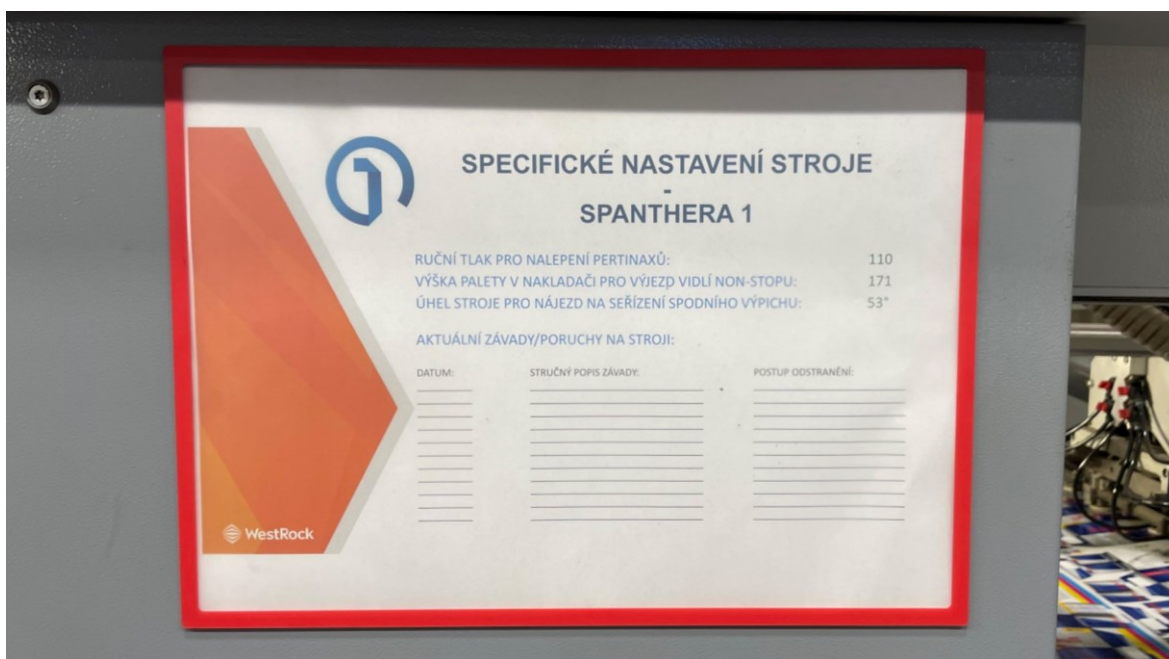 SPECIFICKÉ NASTAVENÍ STROJE
-
SPANTHERA 1
RUČNÍ TLAK PRO NALEPENÍ PERTINAXŮ: 110
VÝŠKA PALETY V NAKLADAČI PRO VÝJEZD VIDLÍ NON-STOPU: 171
ÚHEL STROJE PRO NÁJEZD NA SEŘÍZENÍ SPODNÍHO VÝPICHU: 53°
AKTUÁLNÍ ZÁVADY/PORUCHY NA STROJI:
DATUM: STRUČNÝ POPIS ZÁVADY: POSTUP ODSTRANĚNÍ:
WestRock